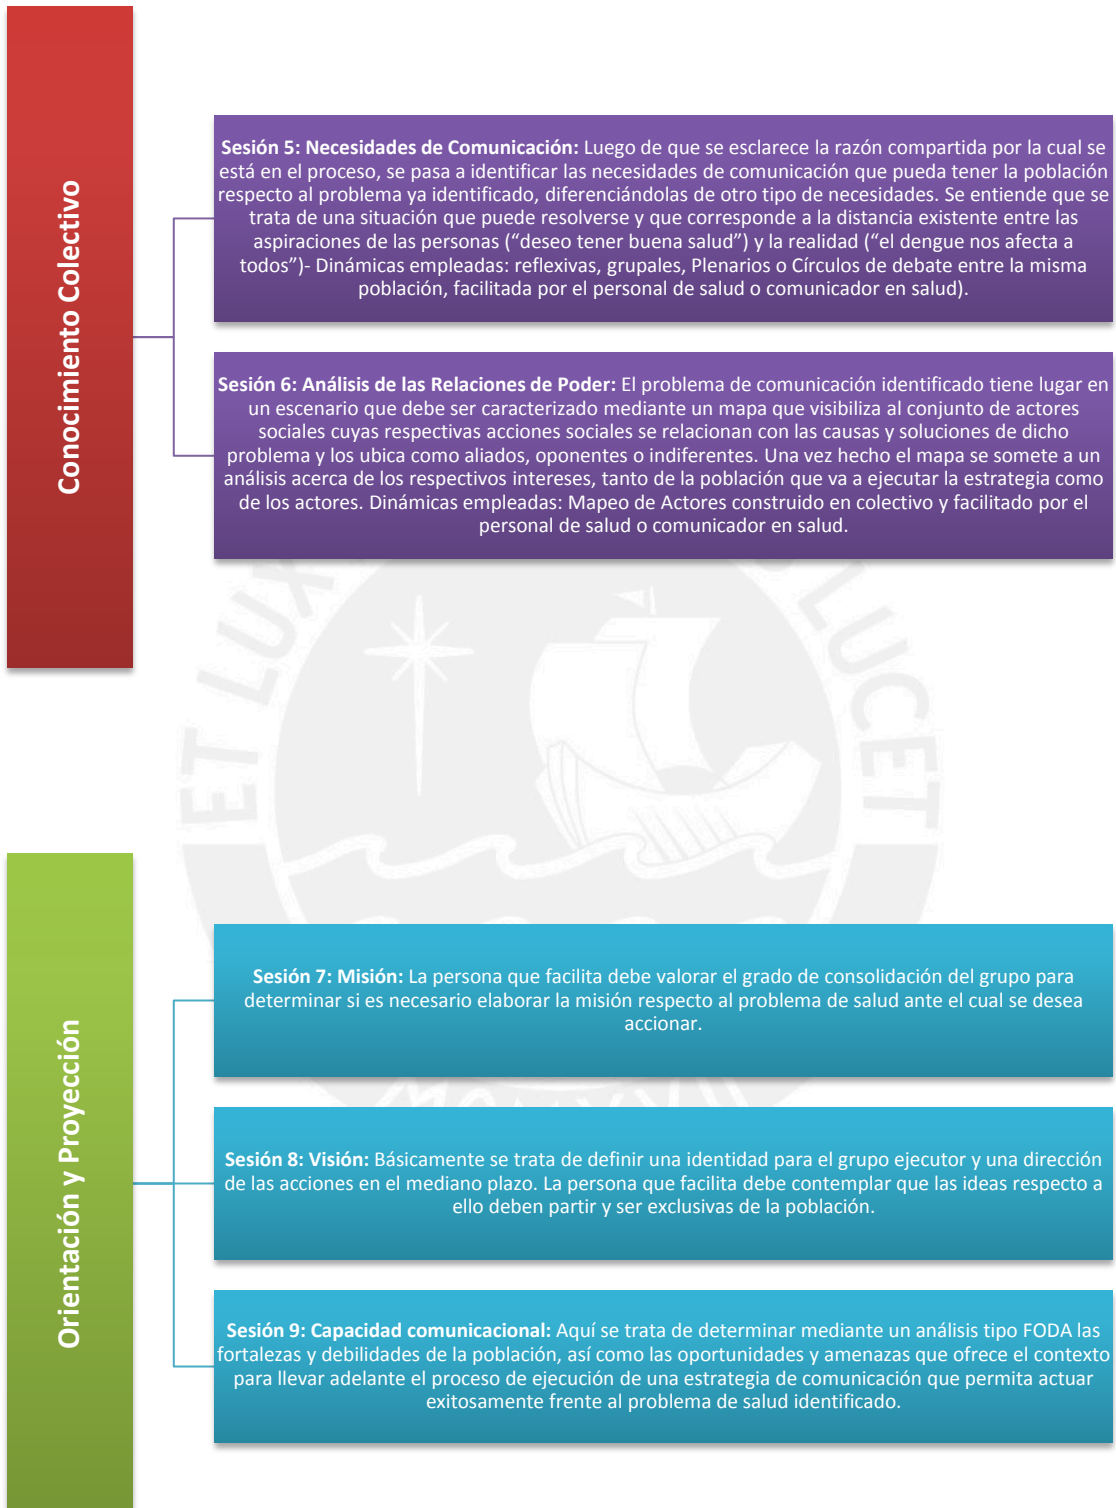 Conocimiento Colectivo
Sesión 5: Necesidades de Comunicación: Luego de que se esclarece la razón compartida por la cual se
está en el proceso, se pasa a identificar las necesidades de comunicación que pueda tener la población
respecto al problema ya identificado, diferenciándolas de otro tipo de necesidades. Se entiende que se
trata de una situación que puede resolverse y que corresponde a la distancia existente entre las
aspiraciones de las personas (“deseo tener buena salud”) y la realidad (“el dengue nos afecta a
todos”)- Dinámicas empleadas: reflexivas, grupales, Plenarios o Círculos de debate entre la misma
población, facilitada por el personal de salud o comunicador en salud).
Sesión 6: Análisis de las Relaciones de Poder: El problema de comunicación identificado tiene lugar en
un escenario que debe ser caracterizado mediante un mapa que visibiliza al conjunto de actores
sociales cuyas respectivas acciones sociales se relacionan con las causas y soluciones de dicho
problema y los ubica como aliados, oponentes o indiferentes. Una vez hecho el mapa se somete a un
análisis acerca de los respectivos intereses, tanto de la población que va a ejecutar la estrategia como
de los actores. Dinámicas empleadas: Mapeo de Actores construido en colectivo y facilitado por el
personal de salud o comunicador en salud.
ET LUX
LUCET
Orientación y Proyección
Sesión 7: Misión: La persona que facilita debe valorar el grado de consolidación del grupo para
determinar si es necesario elaborar la misión respecto al problema de salud ante el cual se desea
accionar.
Sesión 8: Visión: Básicamente se trata de definir una identidad para el grupo ejecutor y una dirección
de las acciones en el mediano plazo. La persona que facilita debe contemplar que las ideas respecto a
ello deben partir y ser exclusivas de la población.
Sesión 9: Capacidad comunicacional: Aquí se trata de determinar mediante un análisis tipo FODA las
fortalezas y debilidades de la población, así como las oportunidades y amenazas que ofrece el contexto
para llevar adelante el proceso de ejecución de una estrategia de comunicación que permita actuar
exitosamente frente al problema de salud identificado.